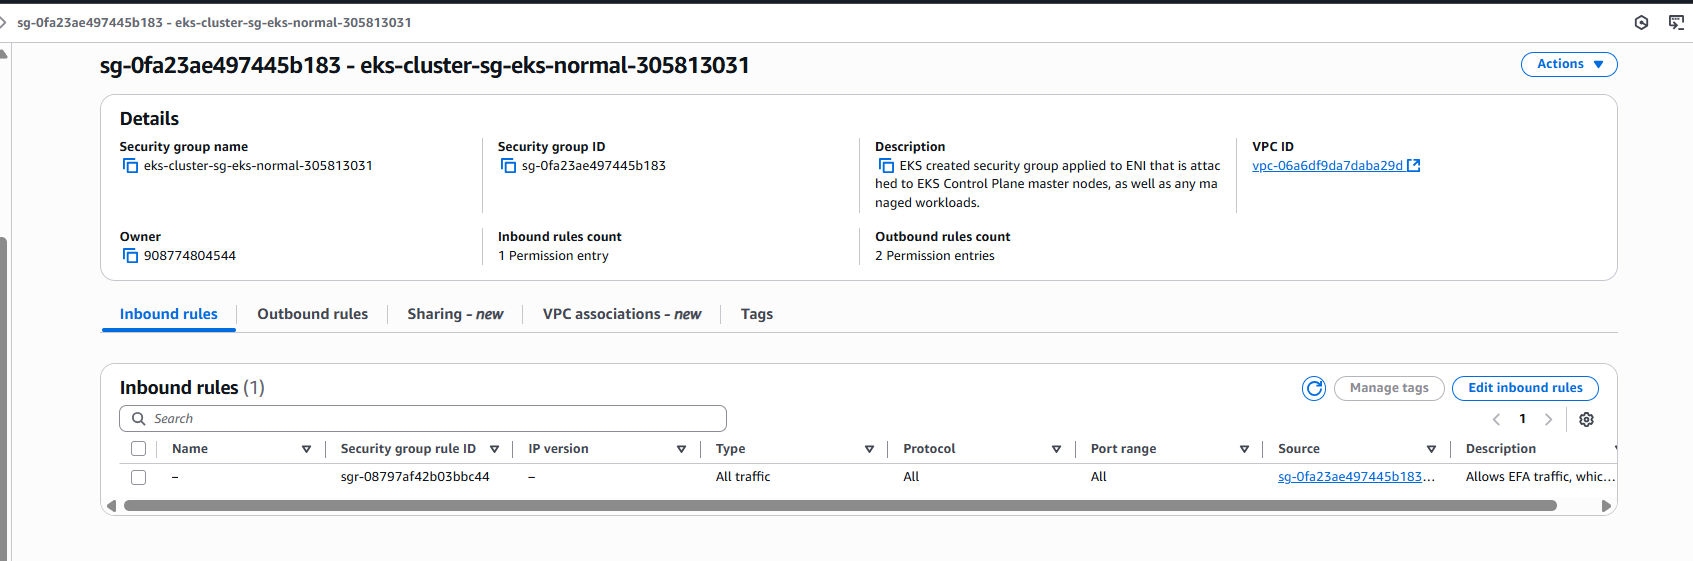 sg-0fa23ae497445b183 - eks-cluster-sg-eks-normal-305813031
sg-0fa23ae497445b183 - eks-cluster-sg-eks-normal-305813031
Actions
Details
Security group name
eks-cluster-sg-eks-normal-305813031
Security group ID
sg-0fa23ae497445b183
Description
EKS created security group applied to ENI that is attac
hed to EKS Control Plane master nodes, as well as any ma
naged workloads.
VPC ID
vpc-06a6df9da7daba29d
Owner
908774804544
Inbound rules count
1 Permission entry
Outbound rules count
2 Permission entries
Inbound rules
Outbound rules
Sharing - new
VPC associations - new
Tags
Inbound rules (1)
Manage tags
Edit inbound rules
Search
1
Name
Security group rule ID
IP version
Type
Protocol
Port range
Source
Description
–
sgr-08797af42b03bbc44
–
All traffic
All
All
sg-0fa23ae497445b183...
Allows EFA traffic, whic...